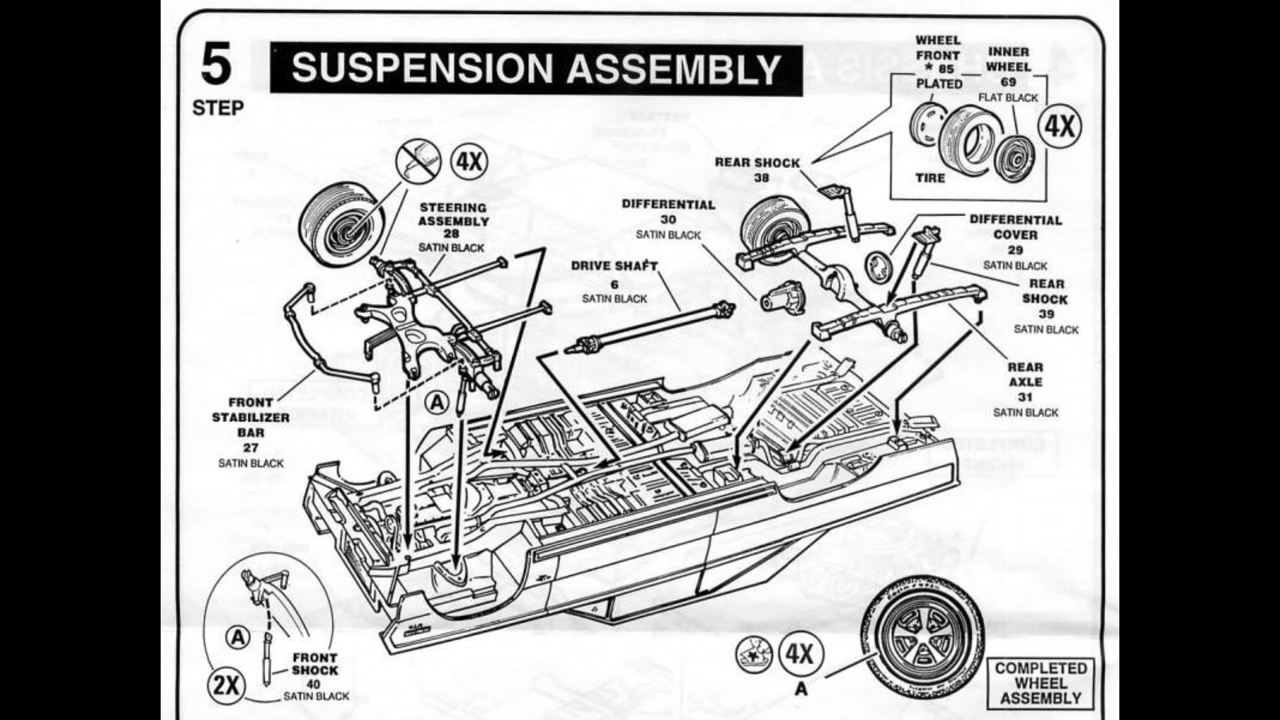 5
STEP
SUSPENSION ASSEMBLY
WHEEL
FRONT
* 85
PLATED
INNER
WHEEL
69
FLAT BLACK
4X
TIRE
4X
STEERING
ASSEMBLY
28
SATIN BLACK
REAR SHOCK
38
DIFFERENTIAL
30
SATIN BLACK
DRIVE SHAFT
6
SATIN BLACK
DIFFERENTIAL
COVER
29
SATIN BLACK
REAR
SHOCK
39
SATIN BLACK
REAR
AXLE
31
SATIN BLACK
FRONT
STABILIZER
BAR
27
SATIN BLACK
A
A
2X
FRONT
SHOCK
40
SATIN BLACK
4X
A
COMPLETED
WHEEL
ASSEMBLY